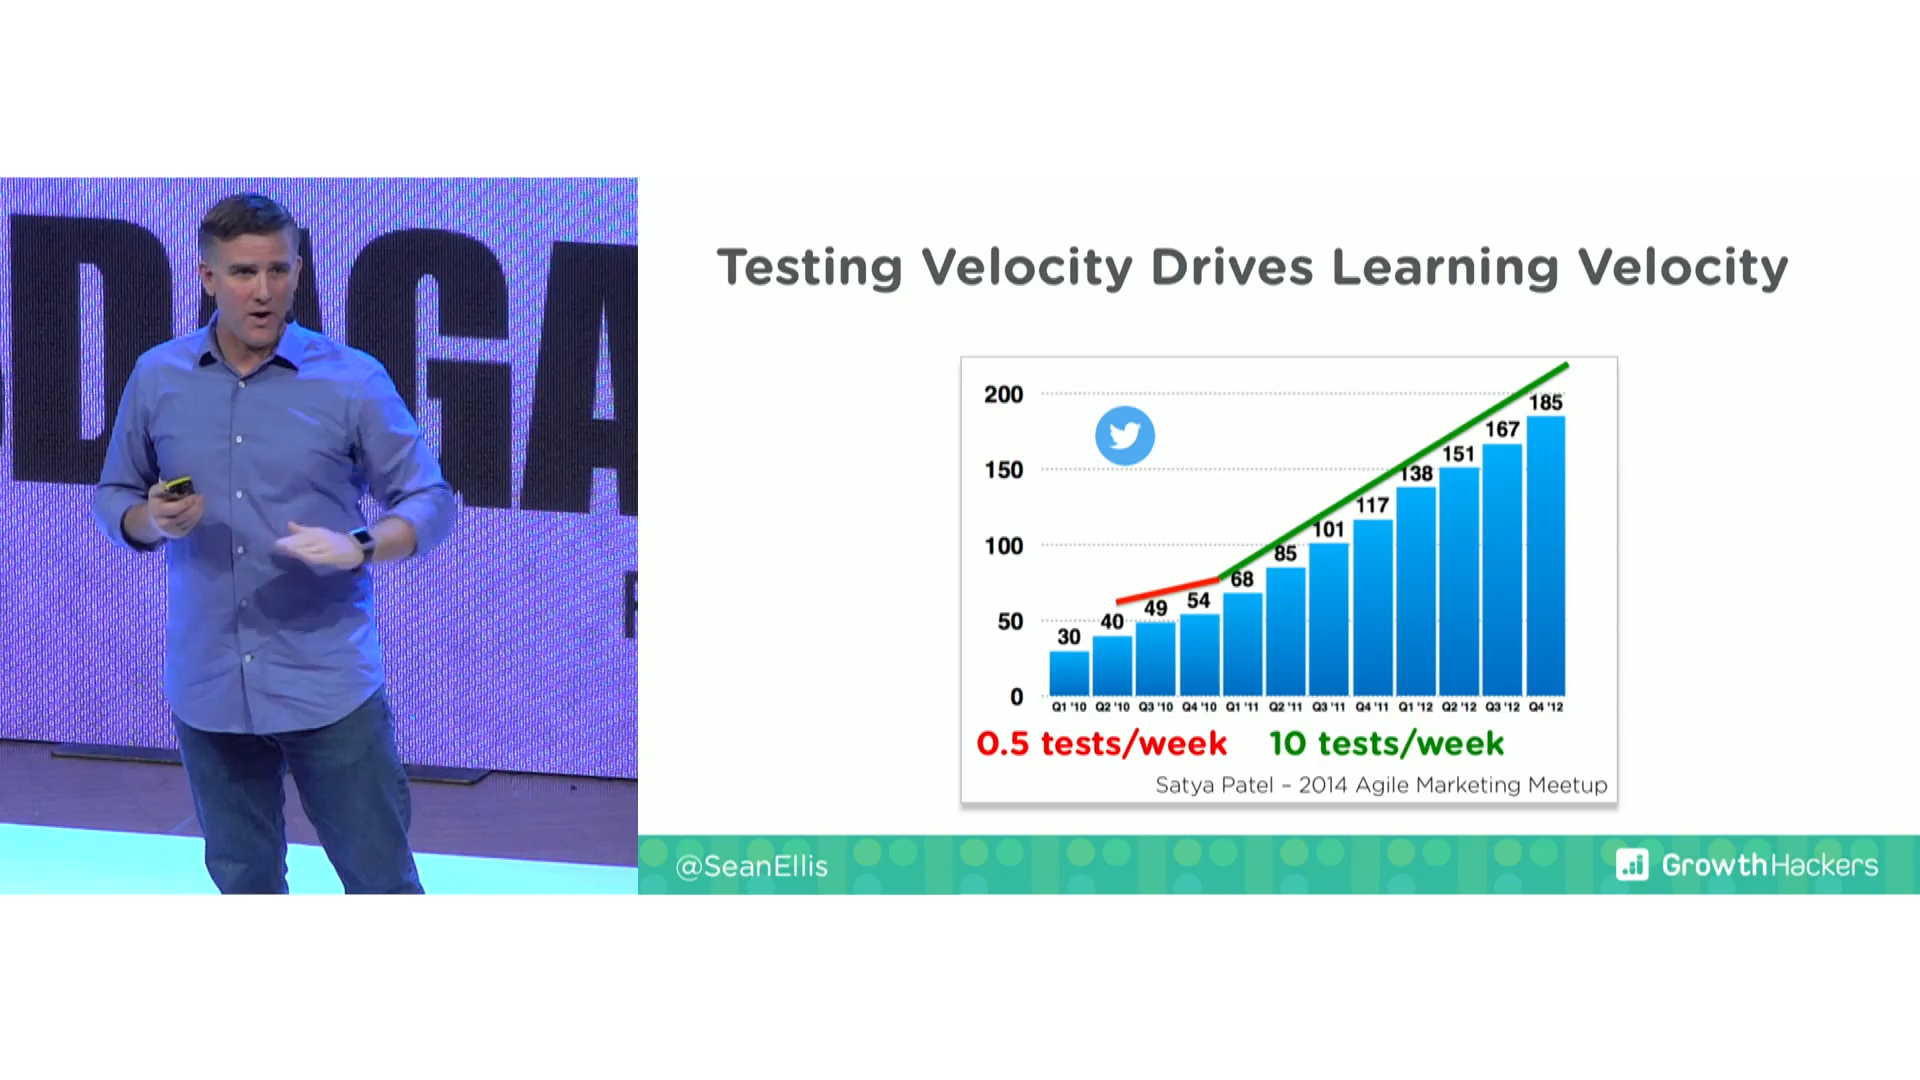 DAGA
Testing Velocity Drives Learning Velocity
200
150
100
50
0
30
40
49
54
68
85
101
117
138
151
167
185
Q1 '10
Q2 '10
Q3 '10
Q4 '10
Q1 '11
Q2 '11
Q3 '11
Q4 '11
Q1 '12
Q2 '12
Q3 '12
Q4 '12
0.5 tests/week
10 tests/week
Satya Patel – 2014 Agile Marketing Meetup
@SeanEllis
GrowthHackers